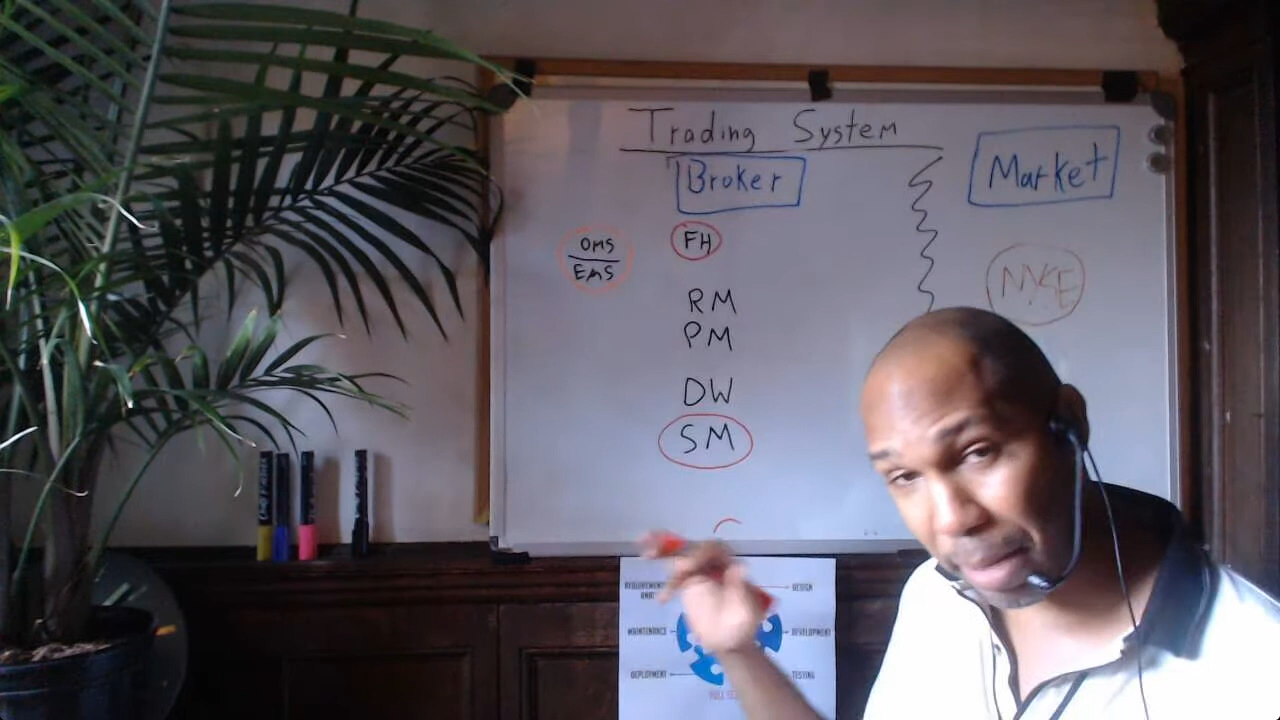 Trading System
Broker
Market
OMS
EMS
FH
NYSE
RM
PM
DW
SM
DESIGN
MAINTENANCE
DEVELOPMENT
DEPLOYMENT
TESTING